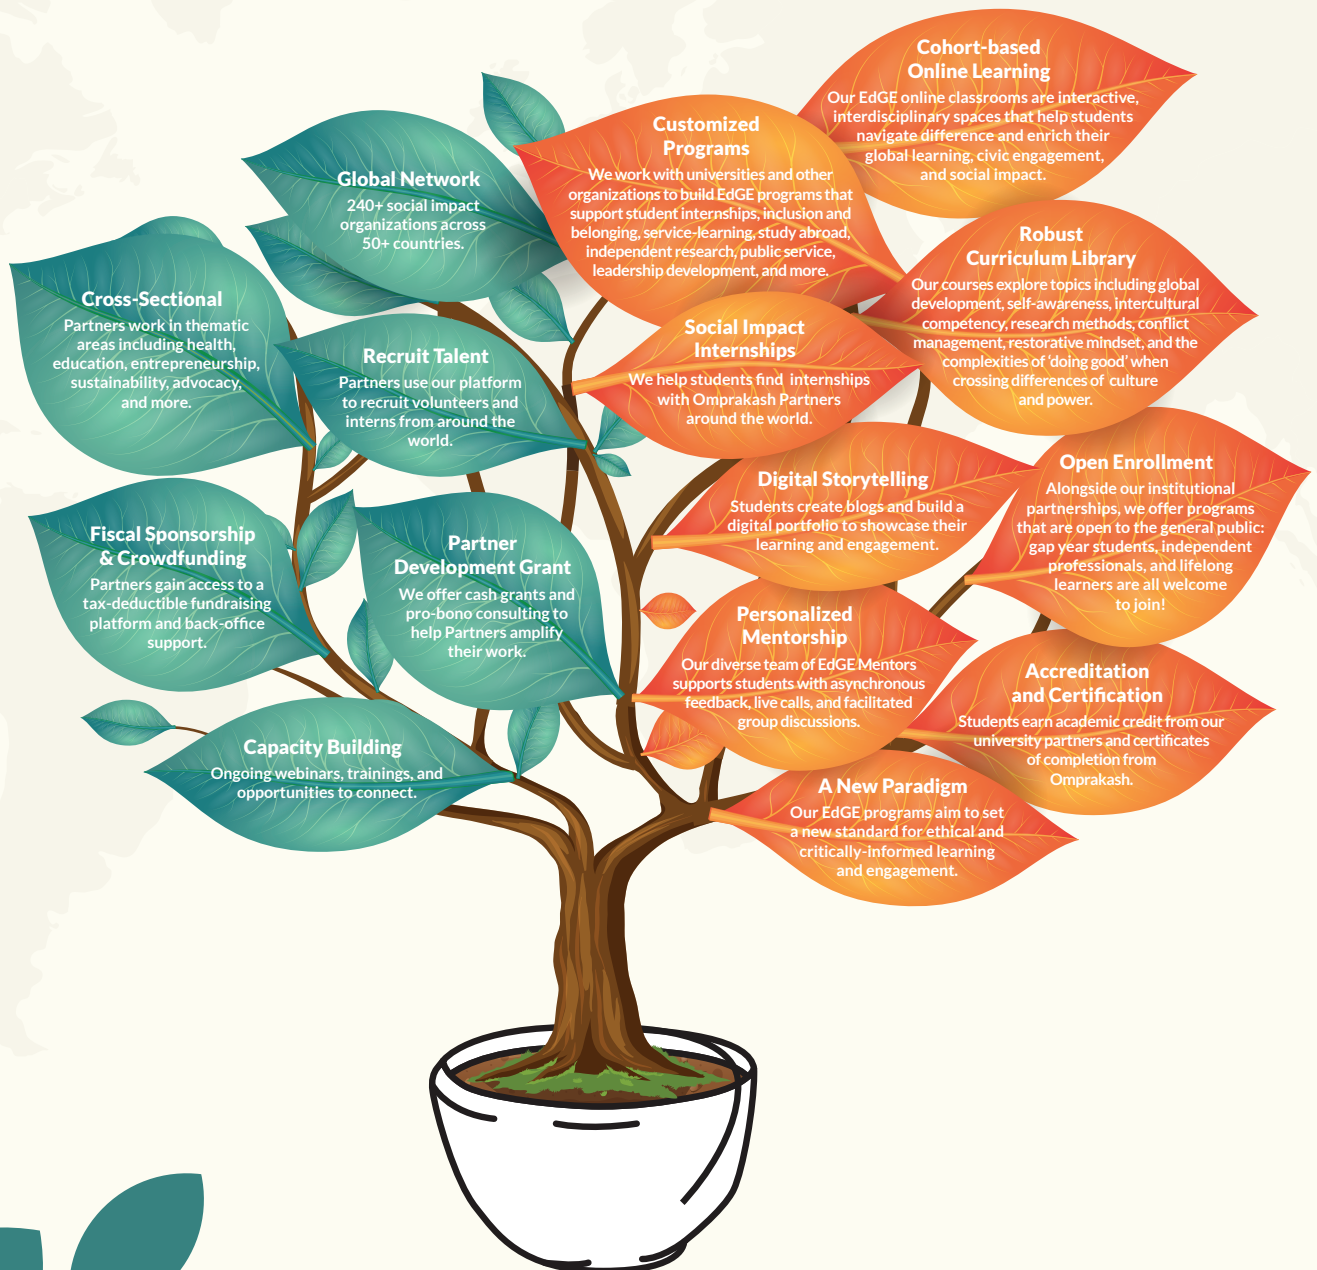 Cohort-based
Online Learning
Our EdGE online classrooms are interactive,
interdisciplinary spaces that help students
navigate difference and enrich their
global learning, civic engagement,
and social impact.
Customized
Programs
We work with universities and other
organizations to build EdGE programs that
support student internships, inclusion and
belonging, service-learning, study abroad,
independent research, public service,
leadership development, and more.
Global Network
240+ social impact
organizations across
50+ countries.
Robust
Curriculum Library
Our courses explore topics including global
development, self-awareness, intercultural
competency, research methods, conflict
management, restorative mindset, and the
complexities of ‘doing good’ when
crossing differences of culture
and power.
Cross-Sectional
Partners work in thematic
areas including health,
education, entrepreneurship,
sustainability, advocacy,
and more.
Recruit Talent
Partners use our platform
to recruit volunteers and
interns from around the
world.
Social Impact
Internships
We help students find internships
with Omprakash Partners
around the world.
Digital Storytelling
Students create blogs and build a
digital portfolio to showcase their
learning and engagement.
Open Enrollment
Alongside our institutional
partnerships, we offer programs
that are open to the general public:
gap year students, independent
professionals, and lifelong
learners are all welcome
to join!
Fiscal Sponsorship
& Crowdfunding
Partners gain access to a
tax-deductible fundraising
platform and back-office
support.
Partner
Development Grant
We offer cash grants and
pro-bono consulting to
help Partners amplify
their work.
Personalized
Mentorship
Our diverse team of EdGE Mentors
supports students with asynchronous
feedback, live calls, and facilitated
group discussions.
Accreditation
and Certification
Students earn academic credit from our
university partners and certificates
of completion from
Omprakash.
Capacity Building
Ongoing webinars, trainings, and
opportunities to connect.
A New Paradigm
Our EdGE programs aim to set
a new standard for ethical and
critically-informed learning
and engagement.